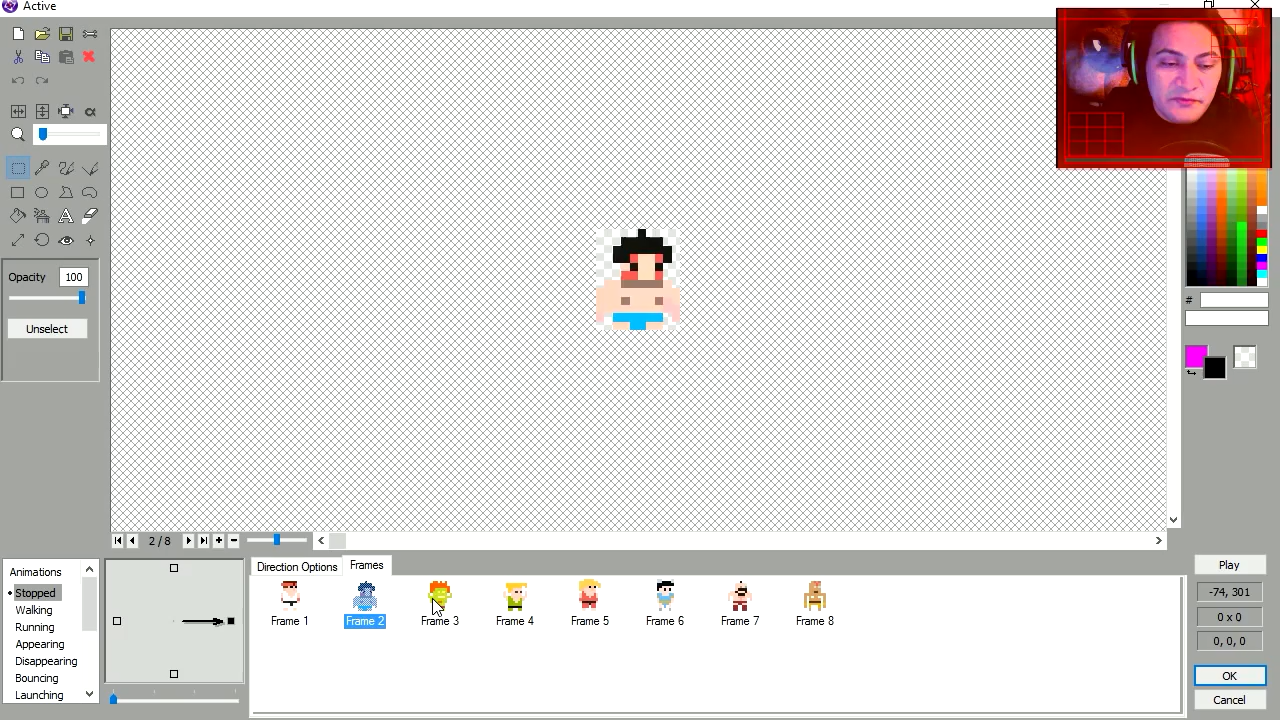 Active
Opacity 100
Unselect
#
2 / 8
Animations
Stopped
Walking
Running
Appearing
Disappearing
Bouncing
Launching
Direction Options
Frames
Frame 1
Frame 2
Frame 3
Frame 4
Frame 5
Frame 6
Frame 7
Frame 8
Play
-74, 301
0 x 0
0, 0, 0
OK
Cancel